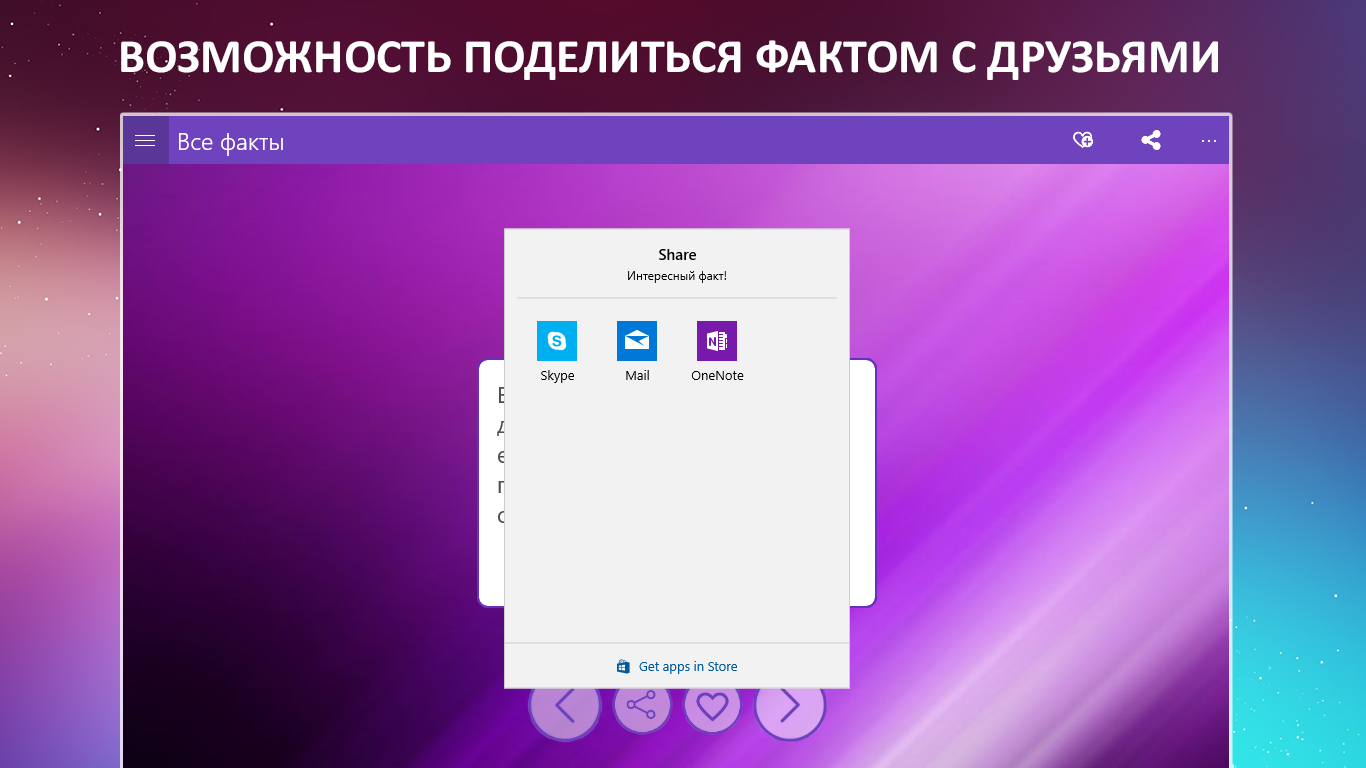 ВОЗМОЖНОСТЬ ПОДЕЛИТЬСЯ ФАКТОМ С ДРУЗЬЯМИ
Все факты
Share
Интересный факт!
Skype
Mail
OneNote
Get apps in Store